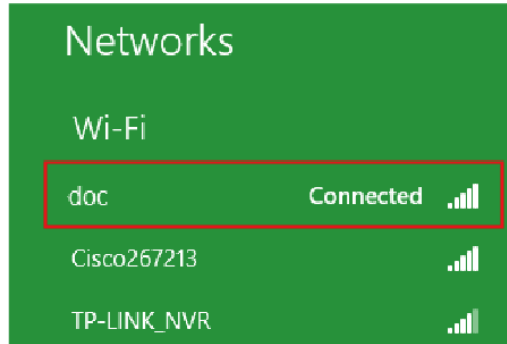 Networks
Wi-Fi
doc Connected
Cisco267213
TP-LINK_NVR